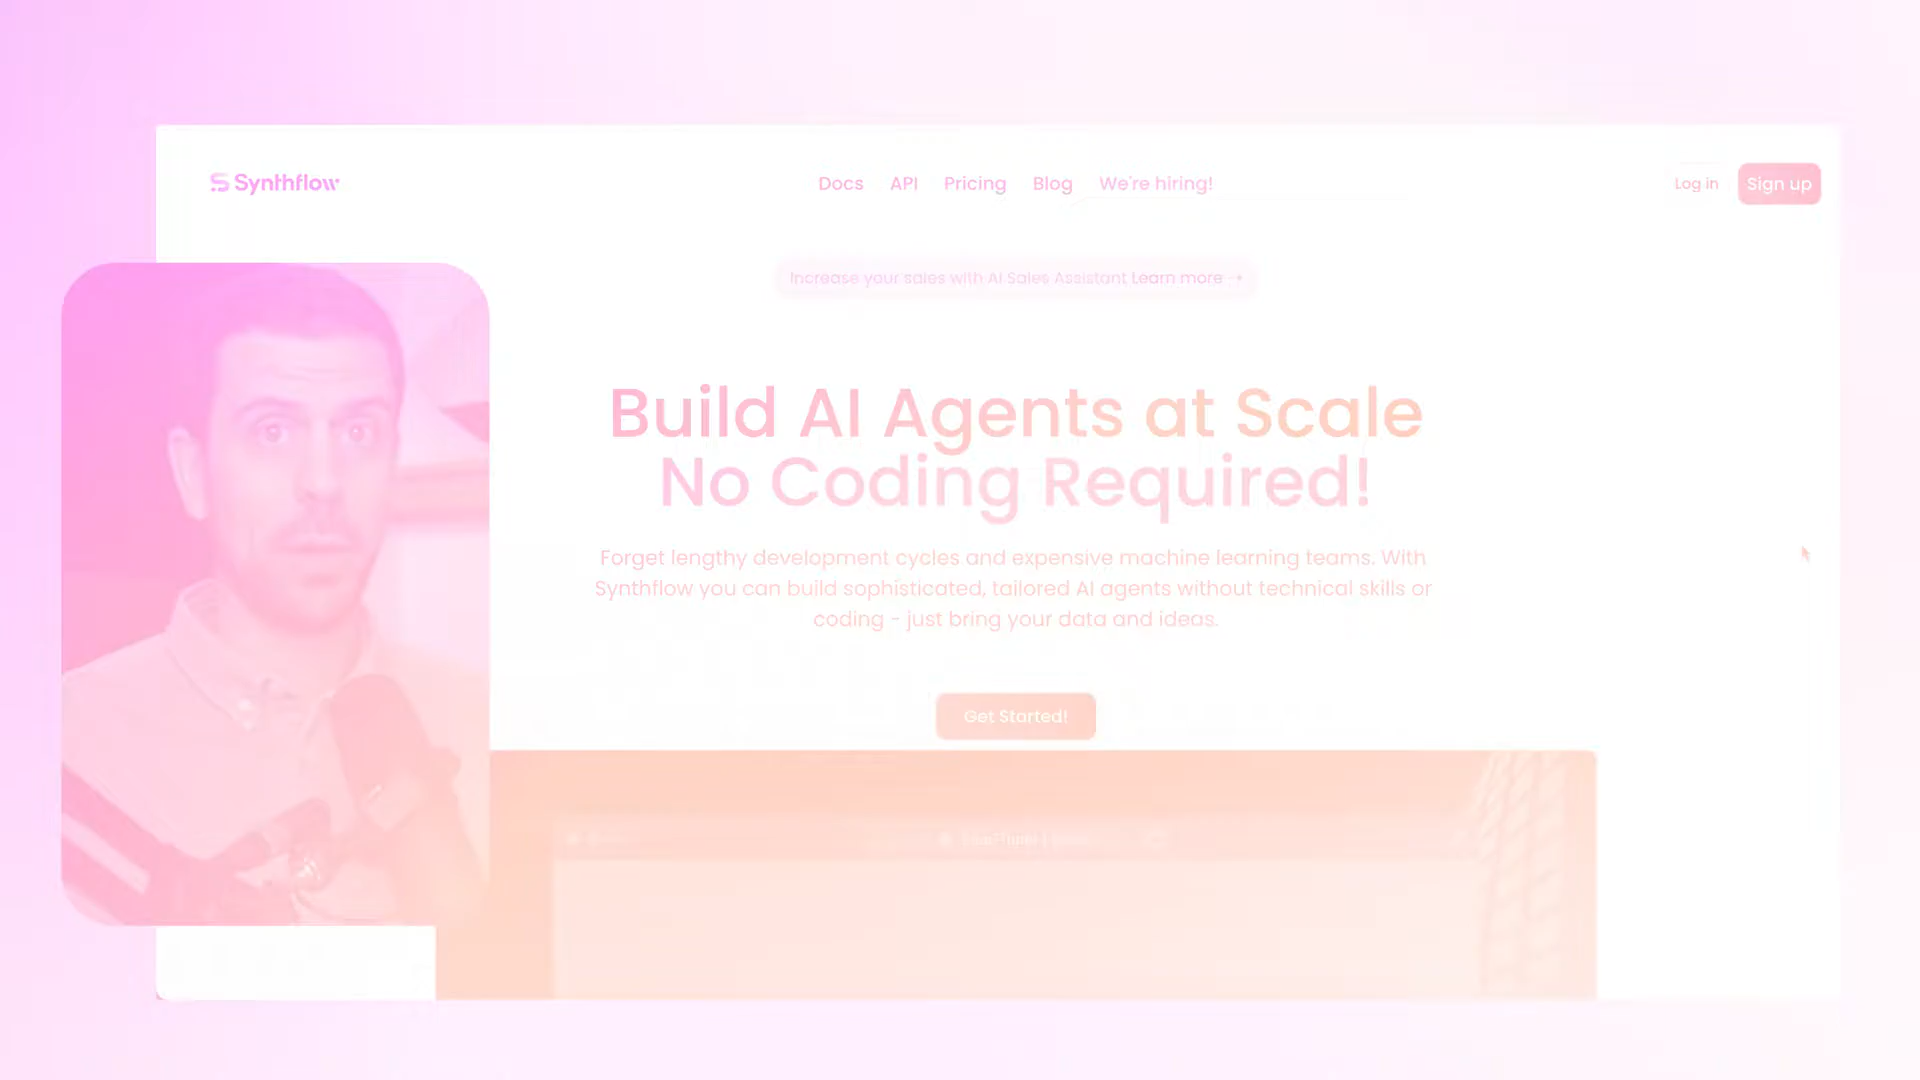 Synthflow
Docs API Pricing Blog We're hiring!
Log in
Sign up
Increase your sales with AI Sales Assistant Learn more →
Build AI Agents at Scale
No Coding Required!
Forget lengthy development cycles and expensive machine learning teams. With
Synthflow you can build sophisticated, tailored AI agents without technical skills or
coding - just bring your data and ideas.
Get Started!